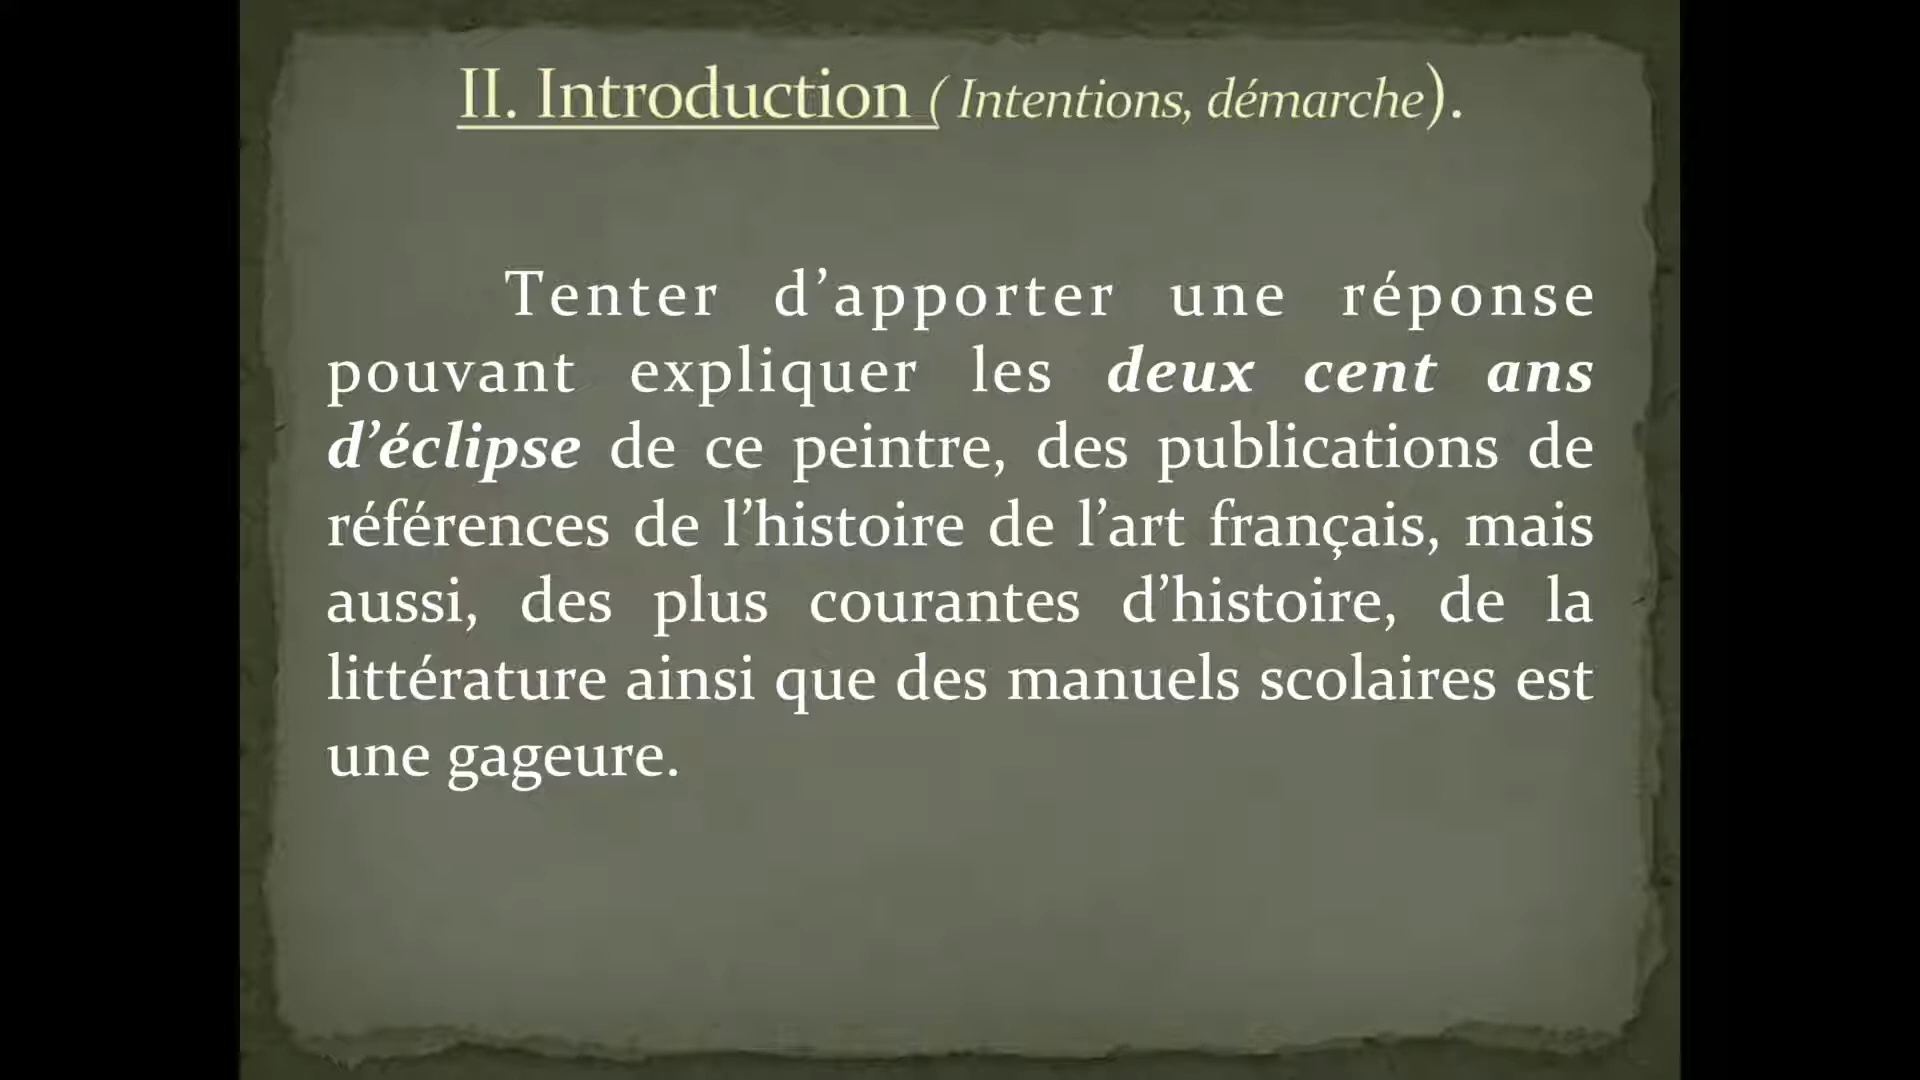 II. Introduction ( Intentions, démarche).
Tenter d’apporter une réponse
pouvant expliquer les deux cent ans
d’éclipse de ce peintre, des publications de
références de l’histoire de l’art français, mais
aussi, des plus courantes d’histoire, de la
littérature ainsi que des manuels scolaires est
une gageure.